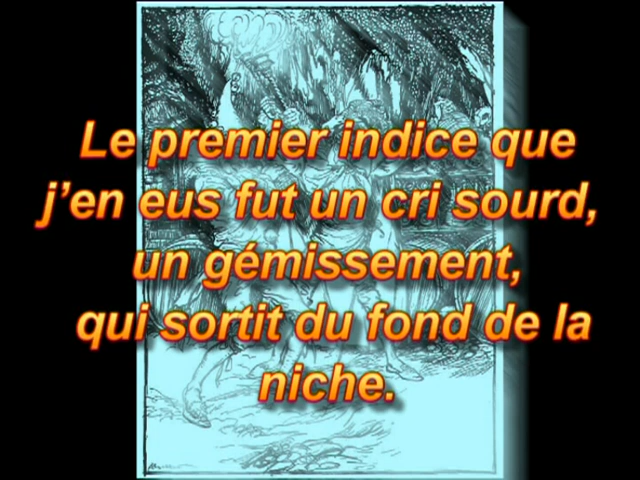 Le premier indice que
j’en eus fut un cri sourd,
un gémissement,
qui sortit du fond de la
niche.